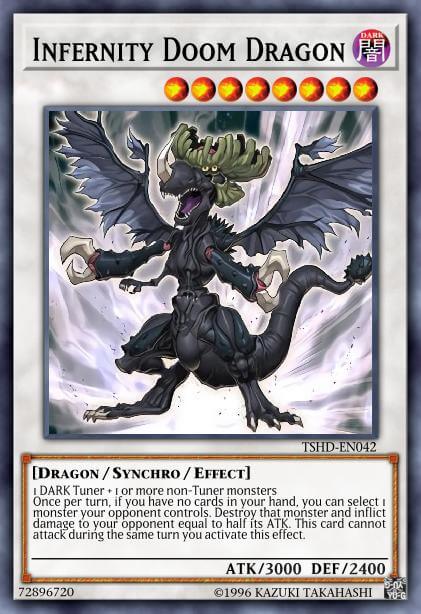 INFERNITY DOOM DRAGON
DARK
闇
TSHD-EN042
[DRAGON / SYNCHRO / EFFECT]
1 DARK Tuner + 1 or more non-Tuner monsters
Once per turn, if you have no cards in your hand, you can select 1
monster your opponent controls. Destroy that monster and inflict
damage to your opponent equal to half its ATK. This card cannot
attack during the same turn you activate this effect.
ATK/3000 DEF/2400
72896720
©1996 KAZUKI TAKAHASHI